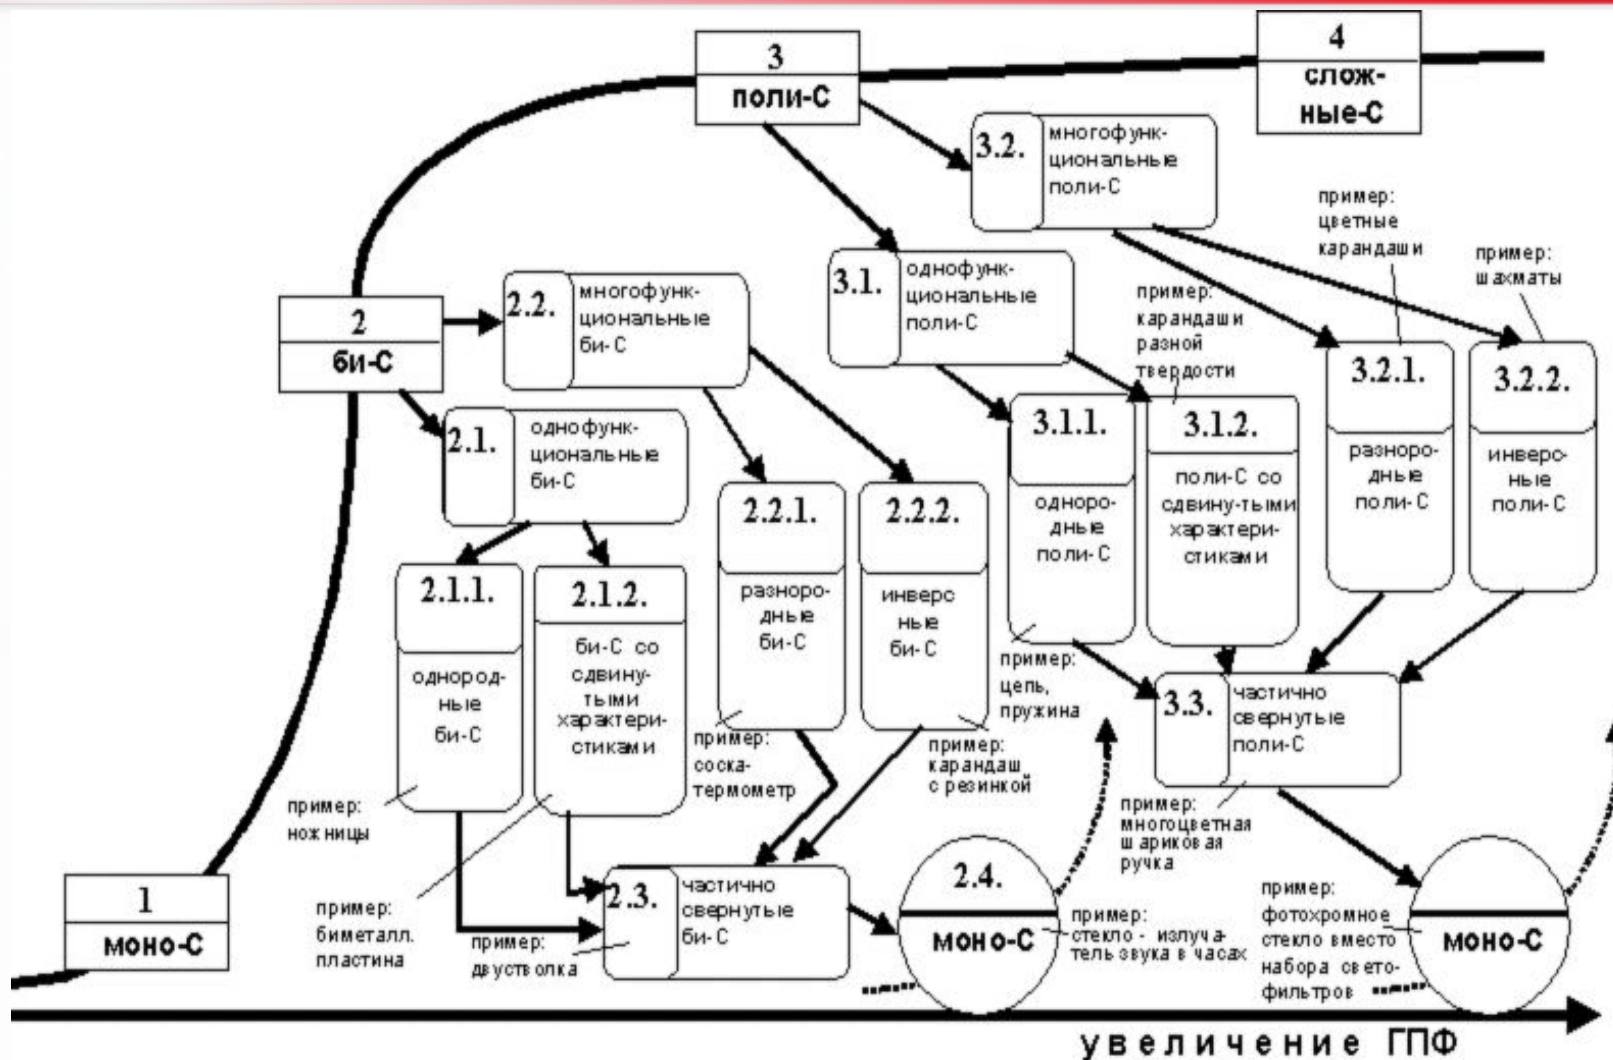 1
моно-С
2
би-С
3
поли-С
4
слож-
ные-С
2.2.
многофунк-
циональные
би-С
2.1.
однофунк-
циональные
би-С
2.1.1.
однород-
ные
би-С
пример:
ножницы
2.1.2.
би-С со
сдвину-
тыми
характери-
стиками
пример:
биметалл.
пластина
2.2.1.
разноро-
дные
би-С
пример:
соска-
термометр
2.2.2.
инверс
ные
би-С
пример:
карандаш
с резинкой
2.3.
частично
свернутые
би-С
пример:
двустволка
2.4.
моно-С
пример:
стекло - излуча-
тель звука в часах
3.2.
многофунк-
циональные
поли-С
3.1.
однофунк-
циональные
поли-С
3.1.1.
одноро-
дные
поли-С
пример:
цепь,
пружина
пример:
карандаши
разной
твердости
3.1.2.
поли-С со
сдвину-тыми
характери-
стиками
пример:
цветные
карандаши
3.2.1.
разноро-
дные
поли-С
пример:
шахматы
3.2.2.
инверс-
ные
поли-С
3.3.
частично
свернутые
поли-С
пример:
многоцветная
шариковая
ручка
моно-С
пример:
фотохромное
стекло вместо
набора свето-
фильтров
увеличение ГПФ